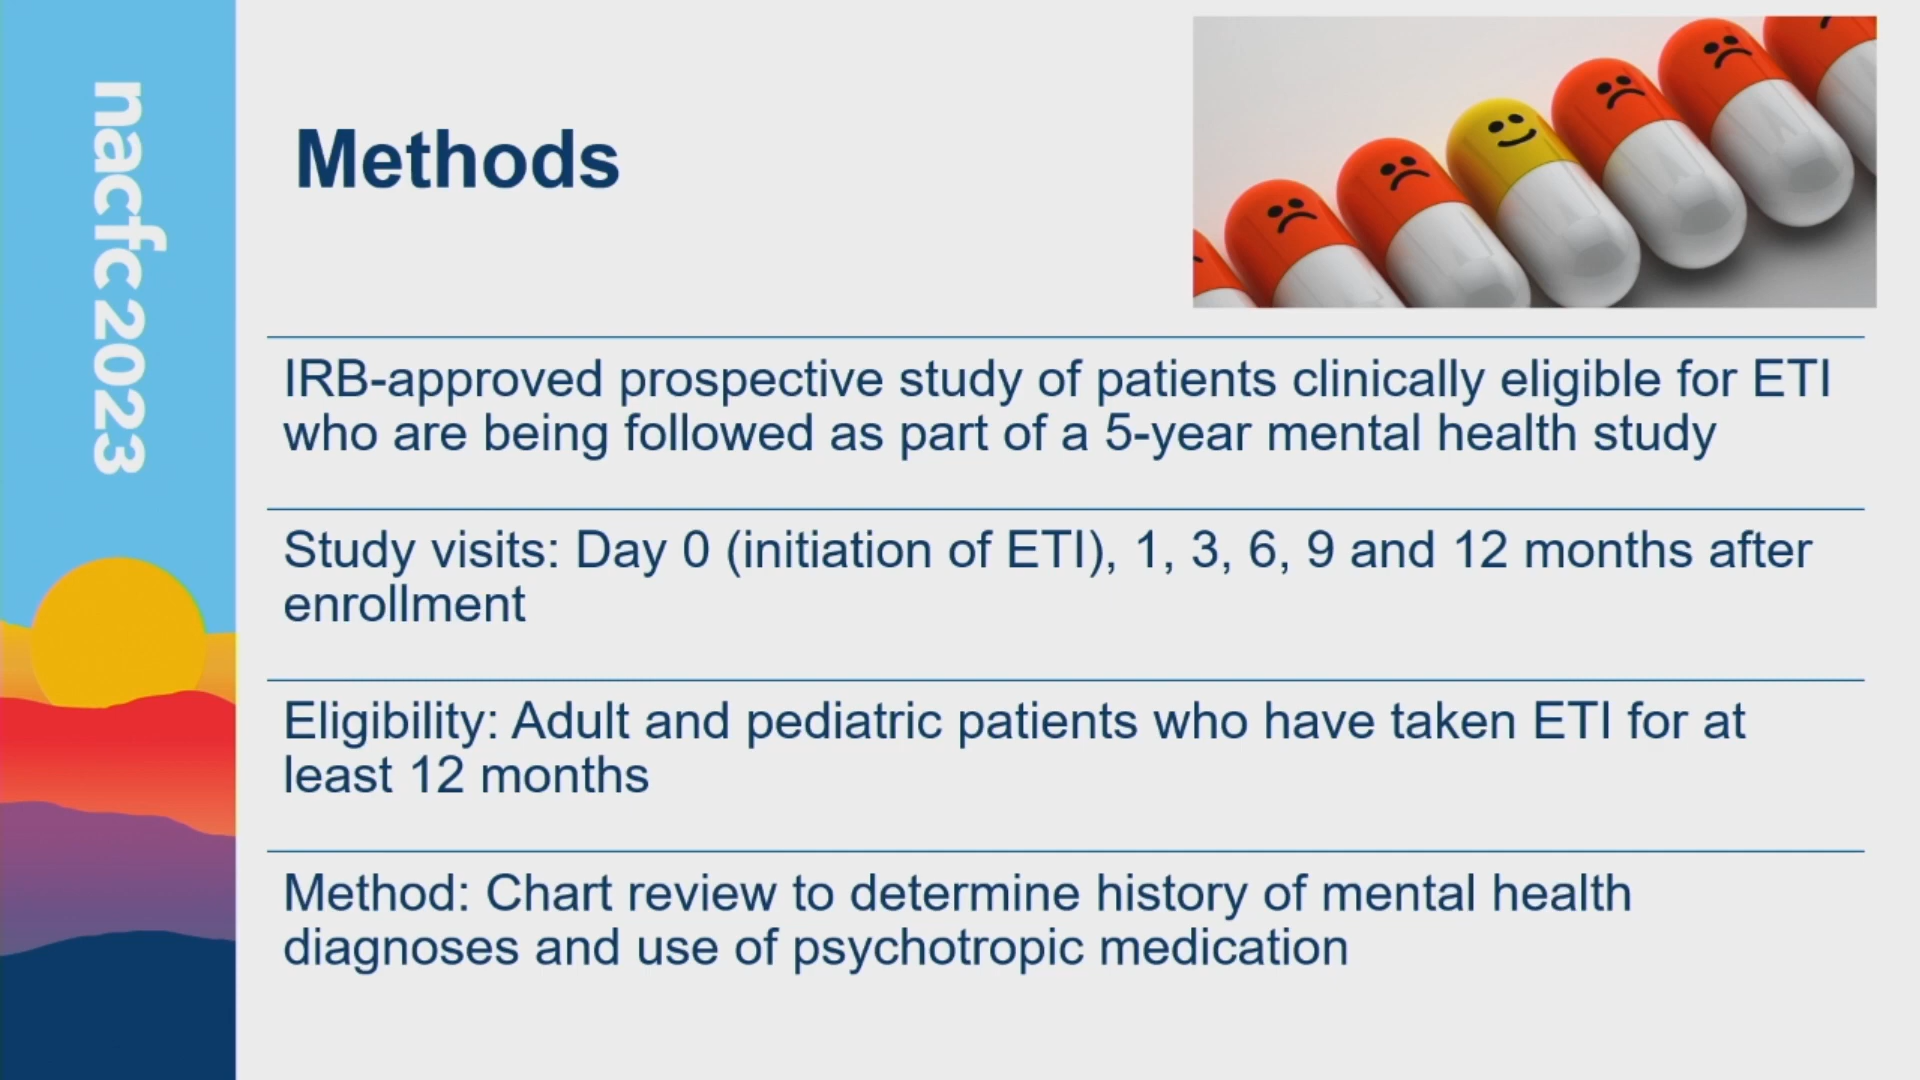 nacfc 2023
Methods
IRB-approved prospective study of patients clinically eligible for ETI
who are being followed as part of a 5-year mental health study
Study visits: Day 0 (initiation of ETI), 1, 3, 6, 9 and 12 months after
enrollment
Eligibility: Adult and pediatric patients who have taken ETI for at
least 12 months
Method: Chart review to determine history of mental health
diagnoses and use of psychotropic medication